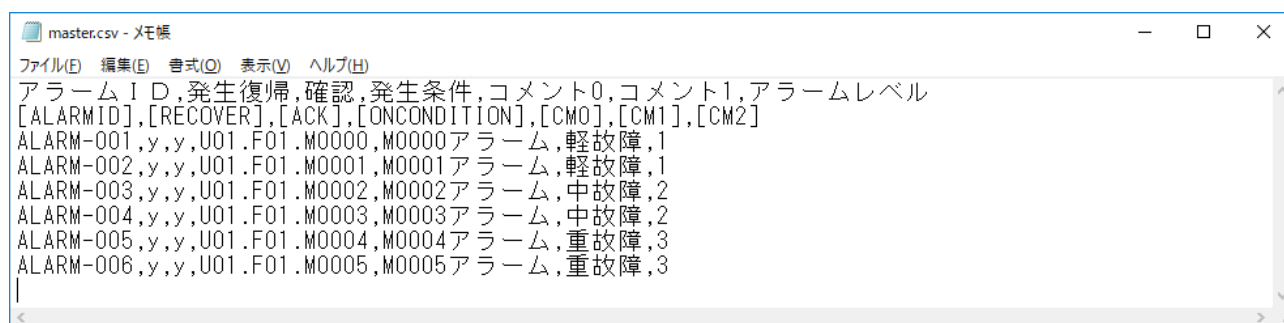 master.csv - メモ帳
ファイル(F) 編集(E) 書式(O) 表示(V) ヘルプ(H)
アラームＩＤ,発生復帰,確認,発生条件,コメント0,コメント1,アラームレベル
[ALARMID],[RECOVER],[ACK],[ONCONDITION],[CM0],[CM1],[CM2]
ALARM-001,y,y,U01.F01.M0000,M0000アラーム,軽故障,1
ALARM-002,y,y,U01.F01.M0001,M0001アラーム,軽故障,1
ALARM-003,y,y,U01.F01.M0002,M0002アラーム,中故障,2
ALARM-004,y,y,U01.F01.M0003,M0003アラーム,中故障,2
ALARM-005,y,y,U01.F01.M0004,M0004アラーム,重故障,3
ALARM-006,y,y,U01.F01.M0005,M0005アラーム,重故障,3